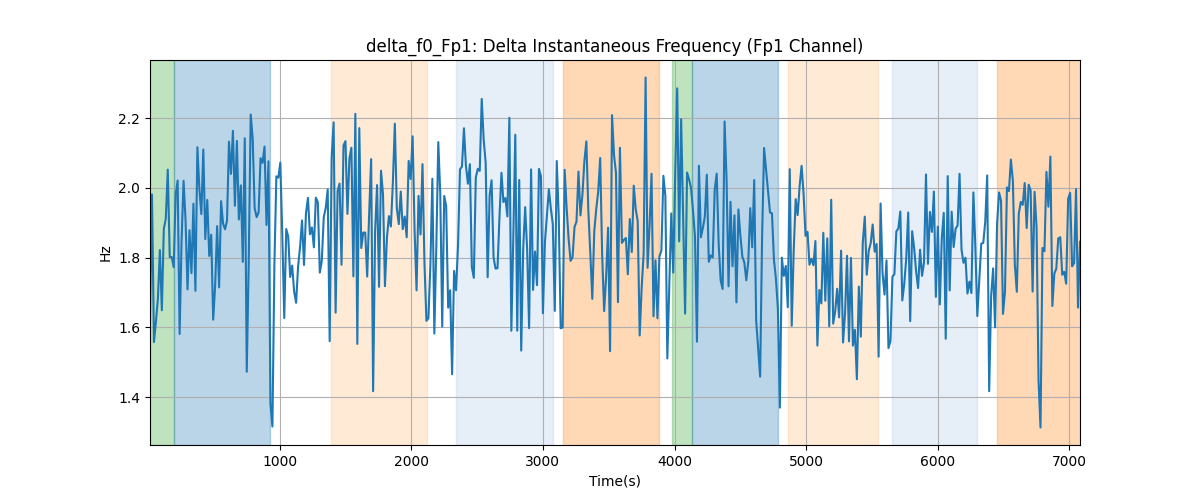 delta_f0_Fp1: Delta Instantaneous Frequency (Fp1 Channel)
Hz
2.2
2.0
1.8
1.6
1.4
1000 2000 3000 4000 5000 6000 7000
Time(s)